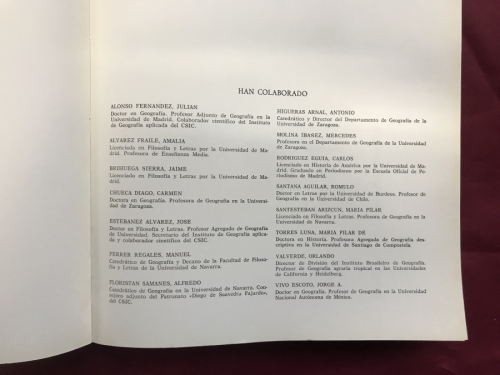 HAN COLABORADO
ALONSO FERNANDEZ, JULIAN
Doctor en Geografía. Profesor Adjunto de Geografía en la
Universidad de Madrid. Colaborador científico del Instituto
de Geografía aplicada del CSIC.
ALVAREZ FRAILE, AMALIA
Licenciada en Filosofía y Letras por la Universidad de Ma-
drid. Profesora de Enseñanza Media.
BRIHUEGA SIERRA, JAIME
Licenciado en Filosofía y Letras por la Universidad de
Madrid.
CHUECA DIAGO, CARMEN
Doctora en Geografía. Profesora de Geografía en la Universi-
dad de Zaragoza.
ESTEBANEZ ALVAREZ, JOSE
Doctor en Filosofía y Letras. Profesor Agregado de Geografía
de Universidad. Secretario del Instituto de Geografía aplica-
da y colaborador científico del CSIC.
FERRER REGALES, MANUEL
Catedrático de Geografía y Decano de la Facultad de Filoso-
fía y Letras de la Universidad de Navarra.
FLORISTAN SAMANES, ALFREDO
Catedrático de Geografía en la Universidad de Navarra. Con-
sejero adjunto del Patronato «Diego de Saavedra Fajardo»,
del CSIC.
HIGUERAS ARNAL, ANTONIO
Catedrático y Director del Departamento de Geografía de la
Universidad de Zaragoza.
MOLINA IBAÑEZ, MERCEDES
Profesora en el Departamento de Geografía de la Universidad
de Zaragoza.
RODRIGUEZ EGUIA, CARLOS
Licenciado en Historia de América por la Universidad de Ma-
drid. Graduado en Periodismo por la Escuela Oficial de Pe-
riodismo de Madrid.
SANTANA AGUILAR, ROMULO
Doctor en Letras por la Universidad de Burdeos. Profesor de
Geografía en la Universidad de Chile.
SANTESTEBAN ARIZCUN, MARIA PILAR
Licenciada en Filosofía y Letras. Profesora de Geografía en la
Universidad de Navarra.
TORRES LUNA, MARIA PILAR DE
Doctora en Historia. Profesora Agregada de Geografía des-
criptiva en la Universidad de Santiago de Compostela.
VALVERDE, ORLANDO
Director de División del Instituto Brasileiro de Geografía.
Profesor de Geografía agraria tropical en las Universidades
de California y Heidelberg.
VIVO ESCOTO, JORGE A.
Doctor en Geografía. Profesor de Geografía en la Universidad
Nacional Autónoma de México.